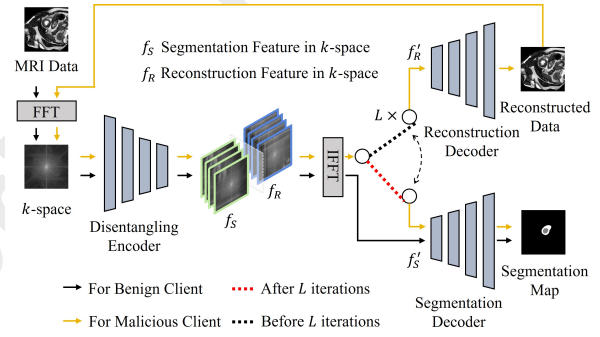 MRI Data
FFT
k-space
Disentangling
Encoder
f_S Segmentation Feature in k-space
f_R Reconstruction Feature in k-space
f_S
f_R
IFFT
L ×
f'_R
Reconstruction
Decoder
Reconstructed
Data
f'_S
Segmentation
Decoder
Segmentation
Map
For Benign Client
After L iterations
For Malicious Client
Before L iterations